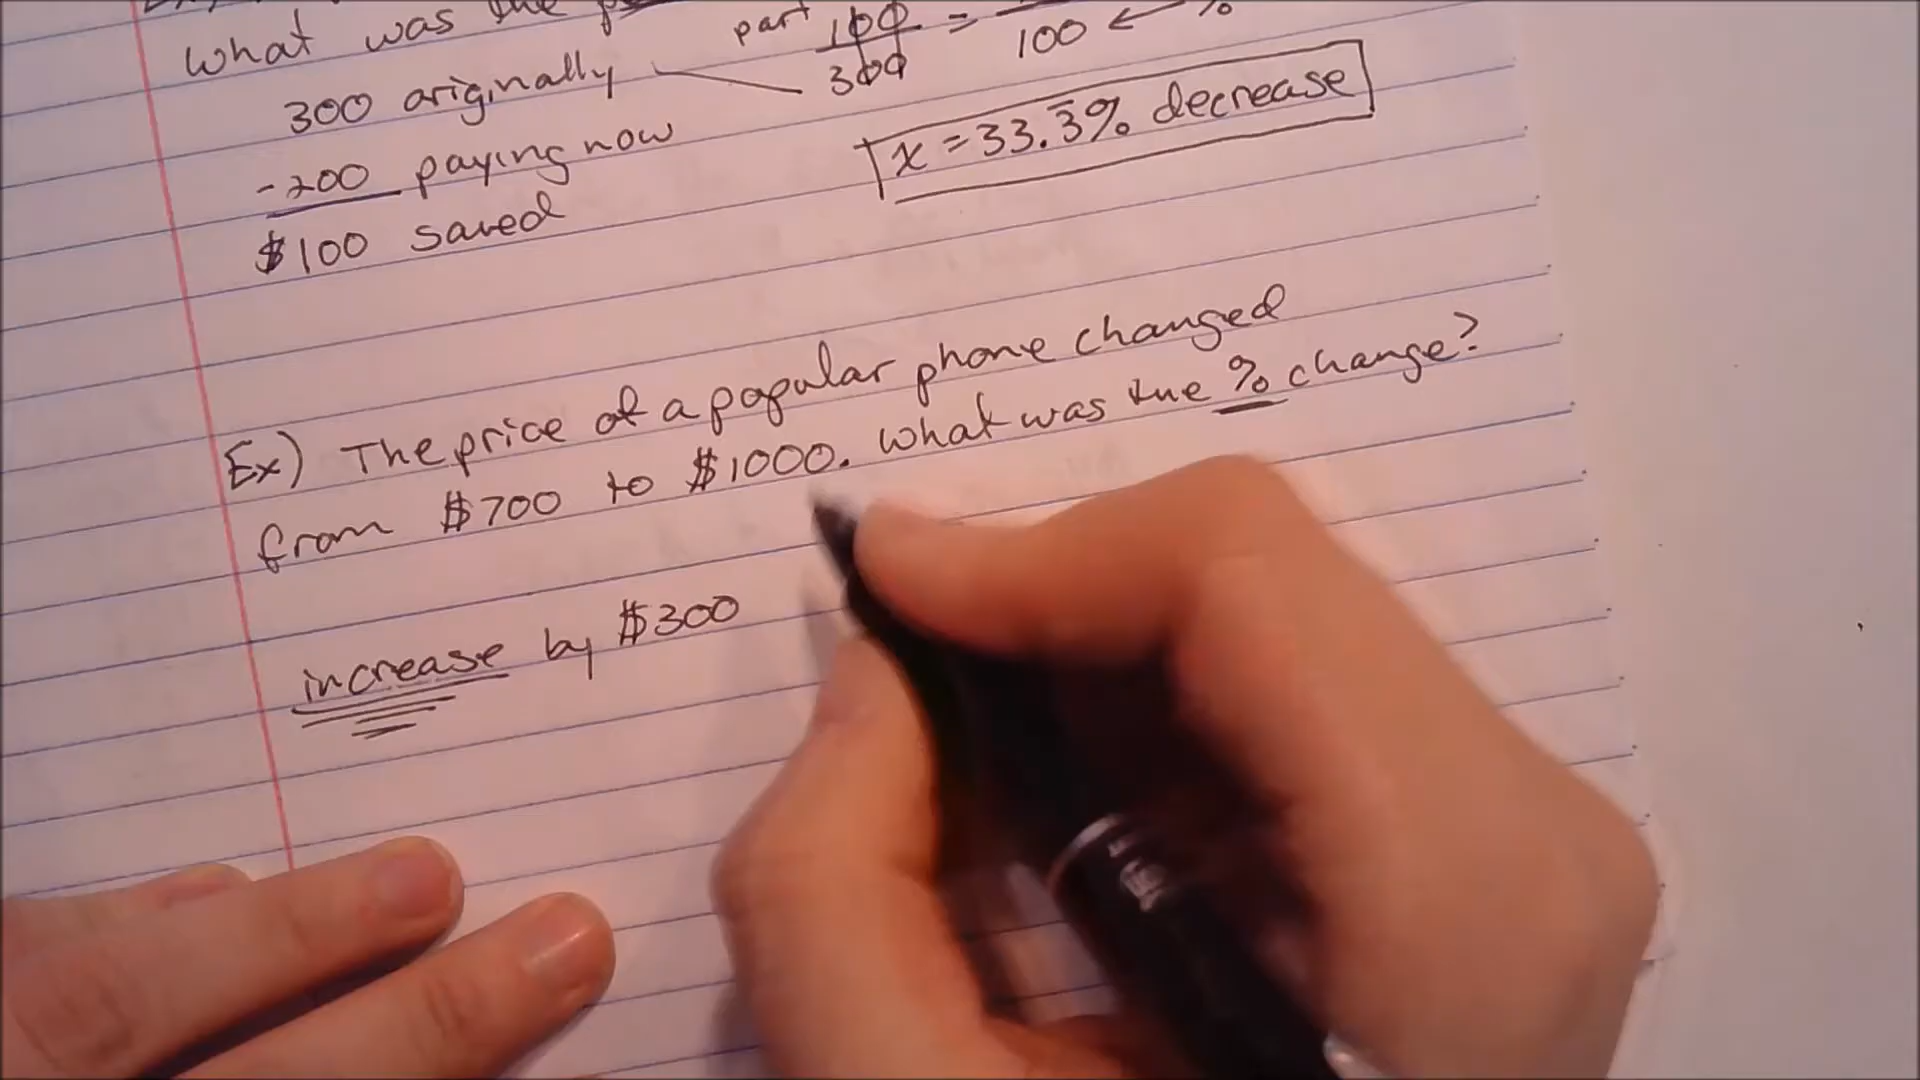 What was the
part 100/300 = /100 ← %
300 originally
-200 paying now
x = 33.3̅% decrease
$100 saved
Ex) The price of a popular phone changed
from $700 to $1000. What was the % change?
increase by $300